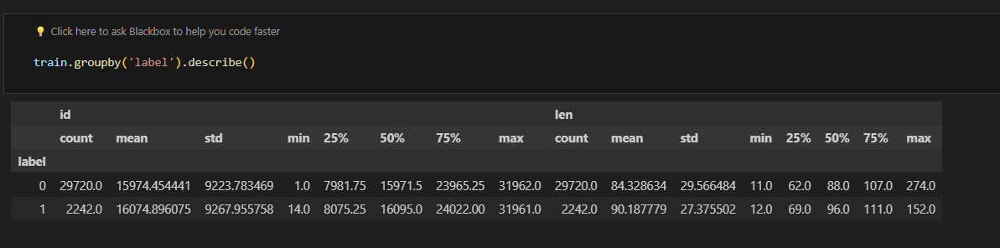 💡 Click here to ask Blackbox to help you code faster
train.groupby('label').describe()
id len
count mean std min 25% 50% 75% max count mean std min 25% 50% 75% max
label
0 29720.0 15974.454441 9223.783469 1.0 7981.75 15971.5 23965.25 31962.0 29720.0 84.328634 29.566484 11.0 62.0 88.0 107.0 274.0
1 2242.0 16074.896075 9267.955758 14.0 8075.25 16095.0 24022.00 31961.0 2242.0 90.187779 27.375502 12.0 69.0 96.0 111.0 152.0